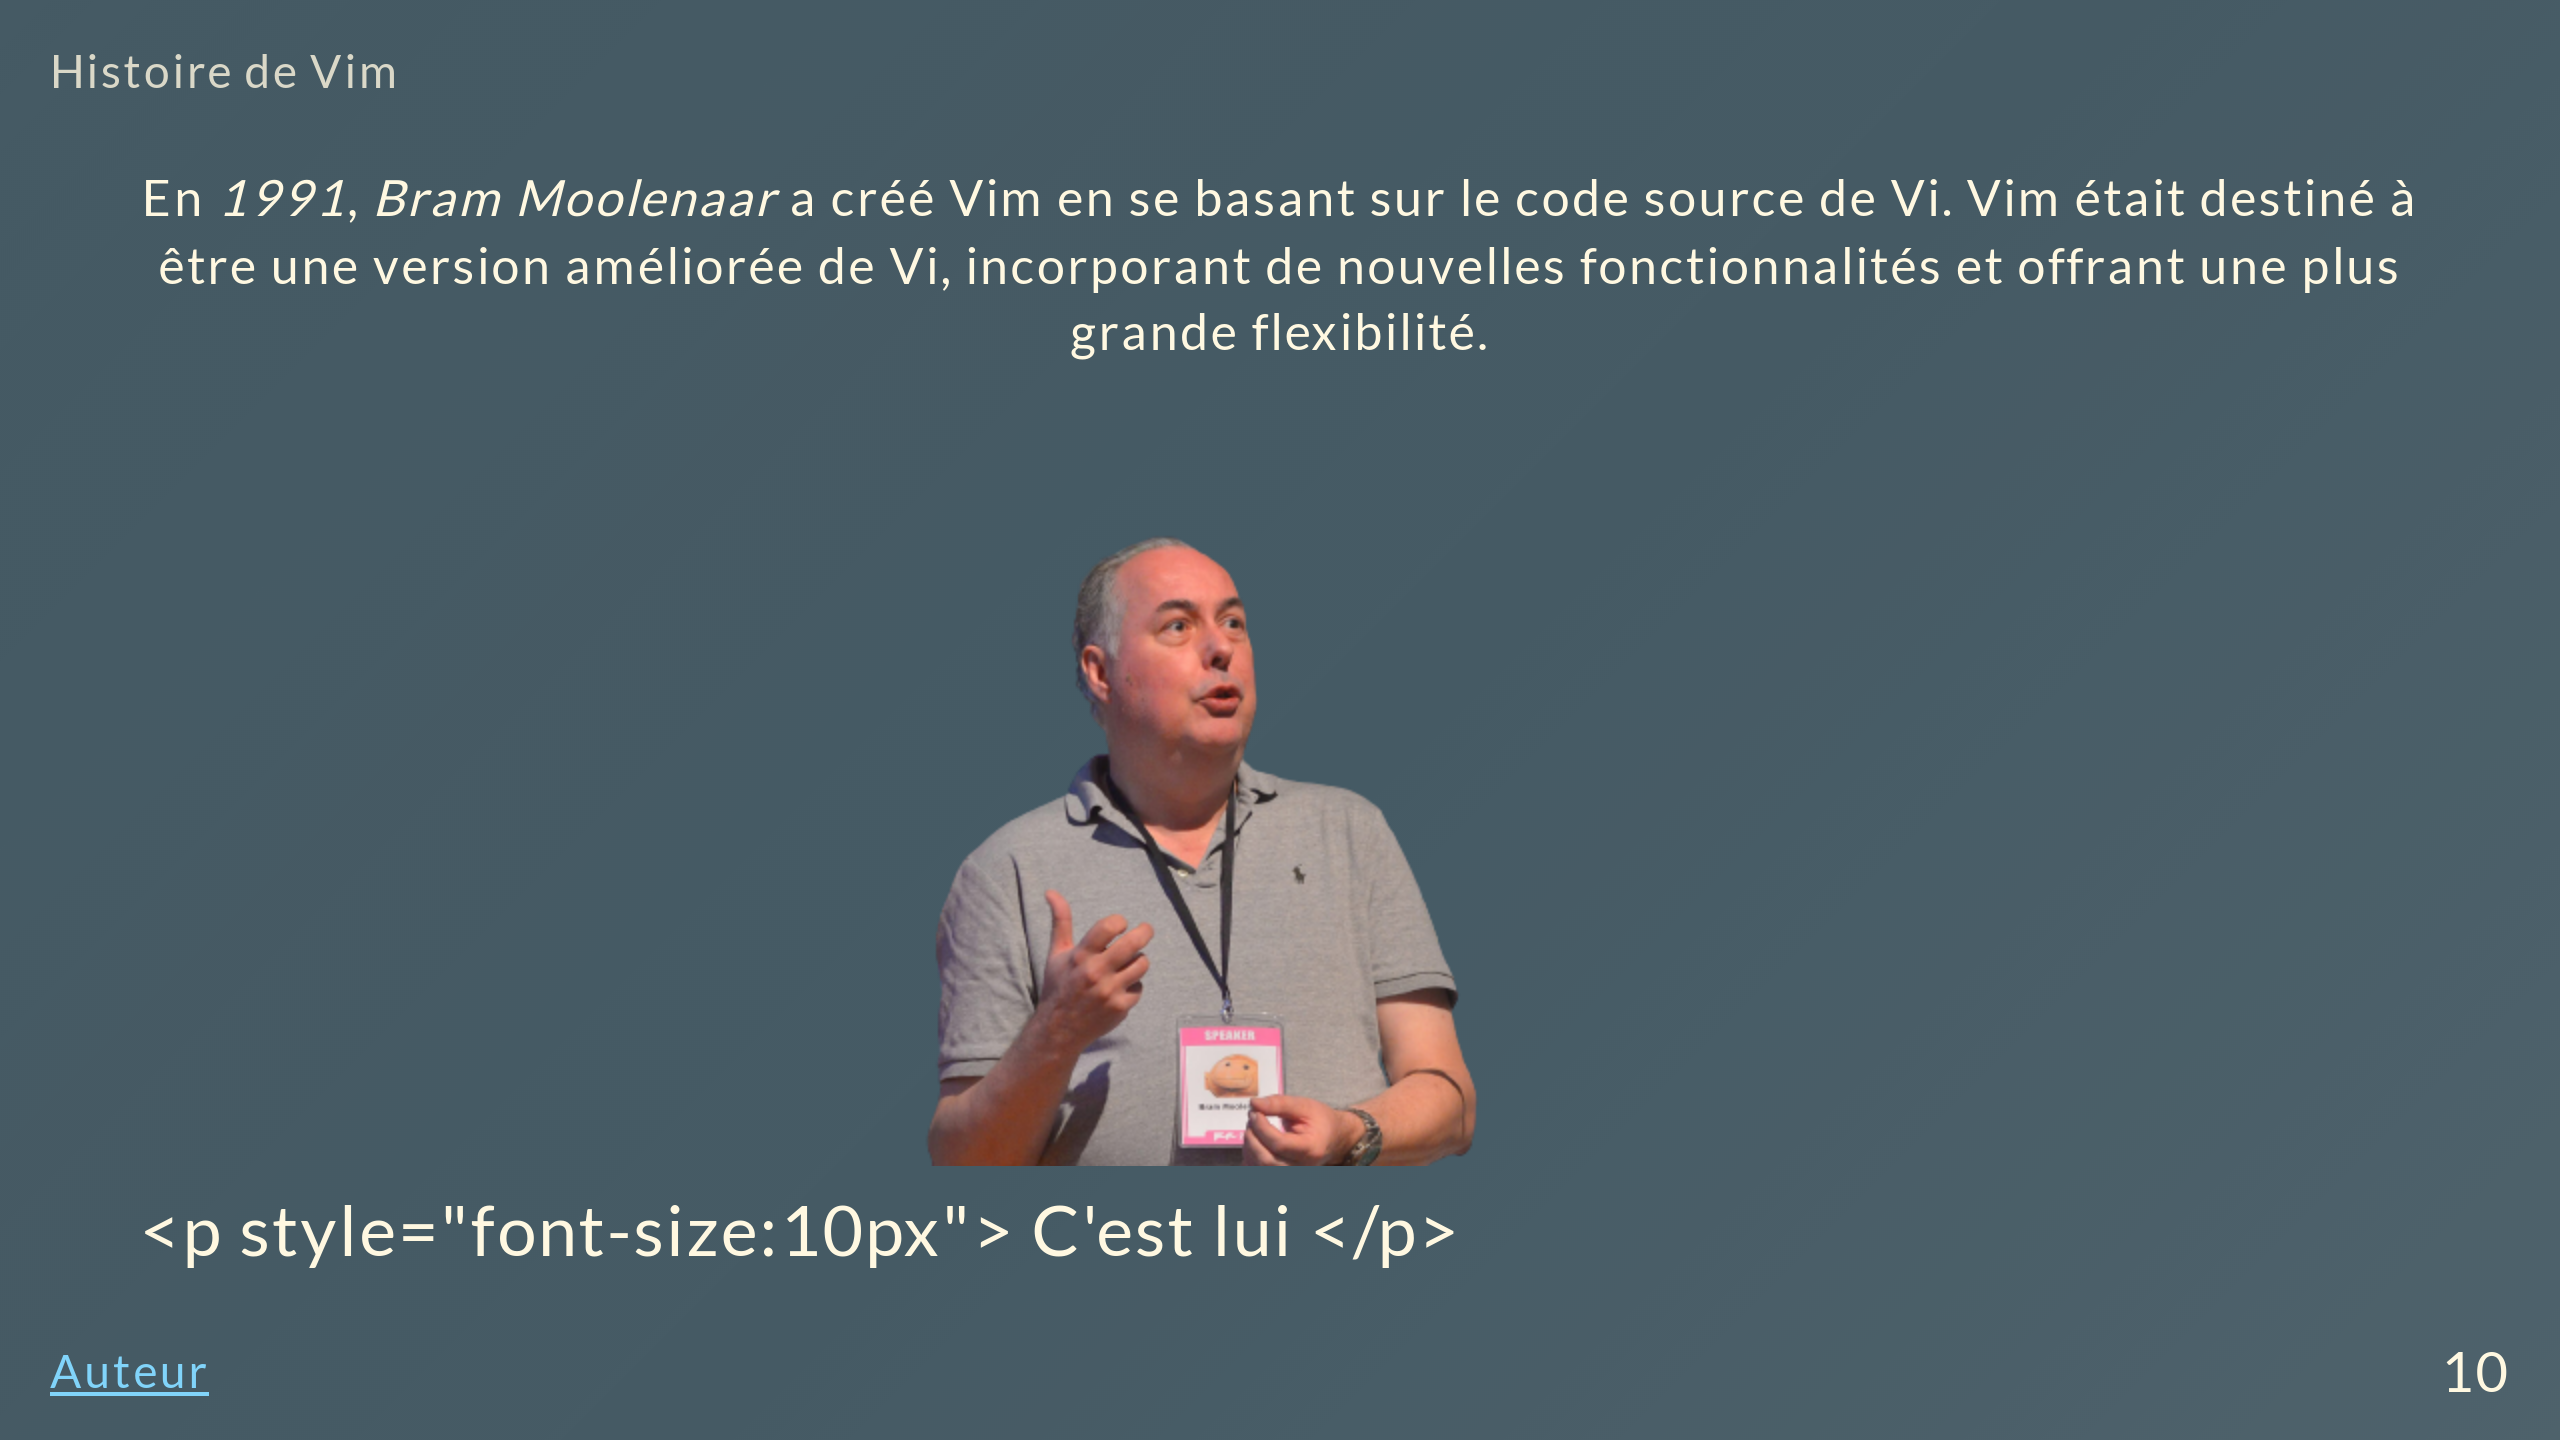 Histoire de Vim
En 1991, Bram Moolenaar a créé Vim en se basant sur le code source de Vi. Vim était destiné à
être une version améliorée de Vi, incorporant de nouvelles fonctionnalités et offrant une plus
grande flexibilité.
SPEAKER
Bram
<p style="font-size:10px"> C'est lui </p>
Auteur
10